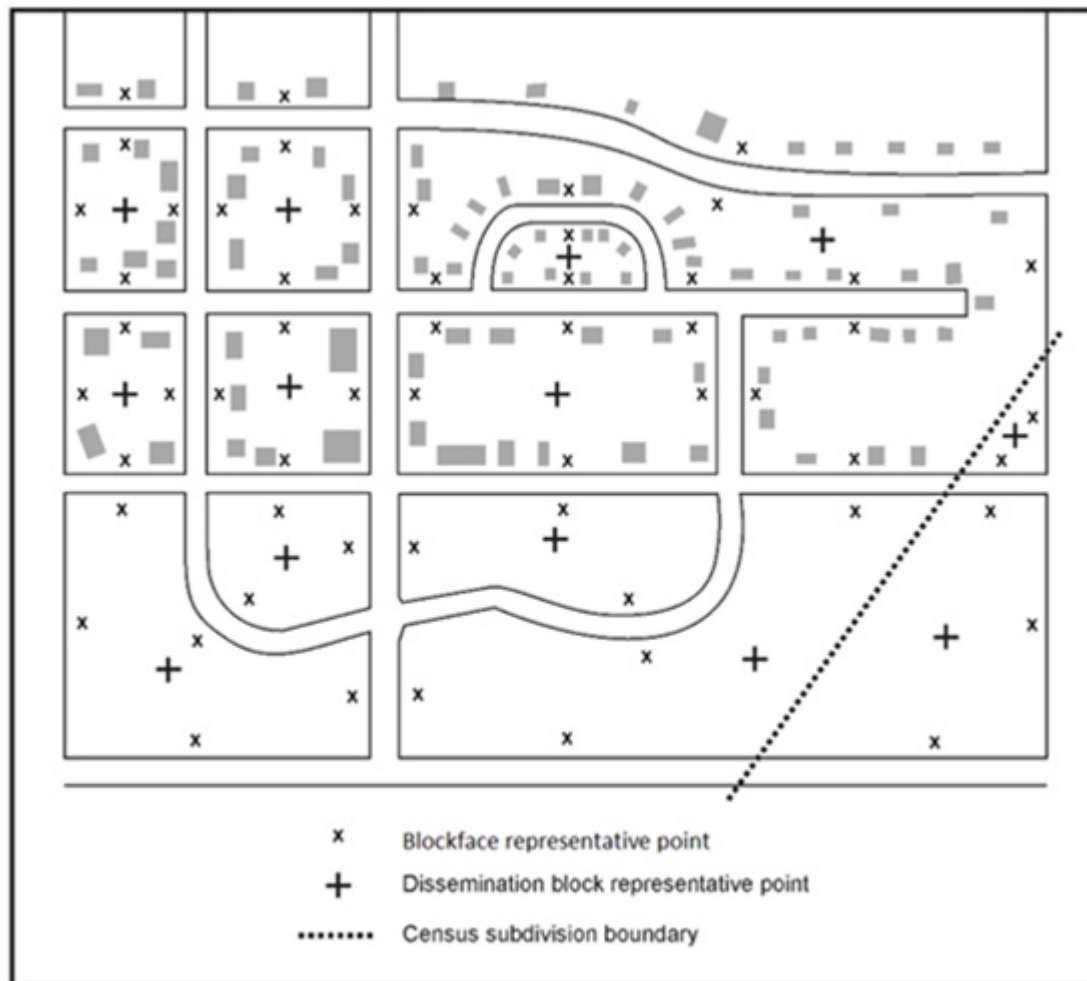 x Blockface representative point
+ Dissemination block representative point
Census subdivision boundary